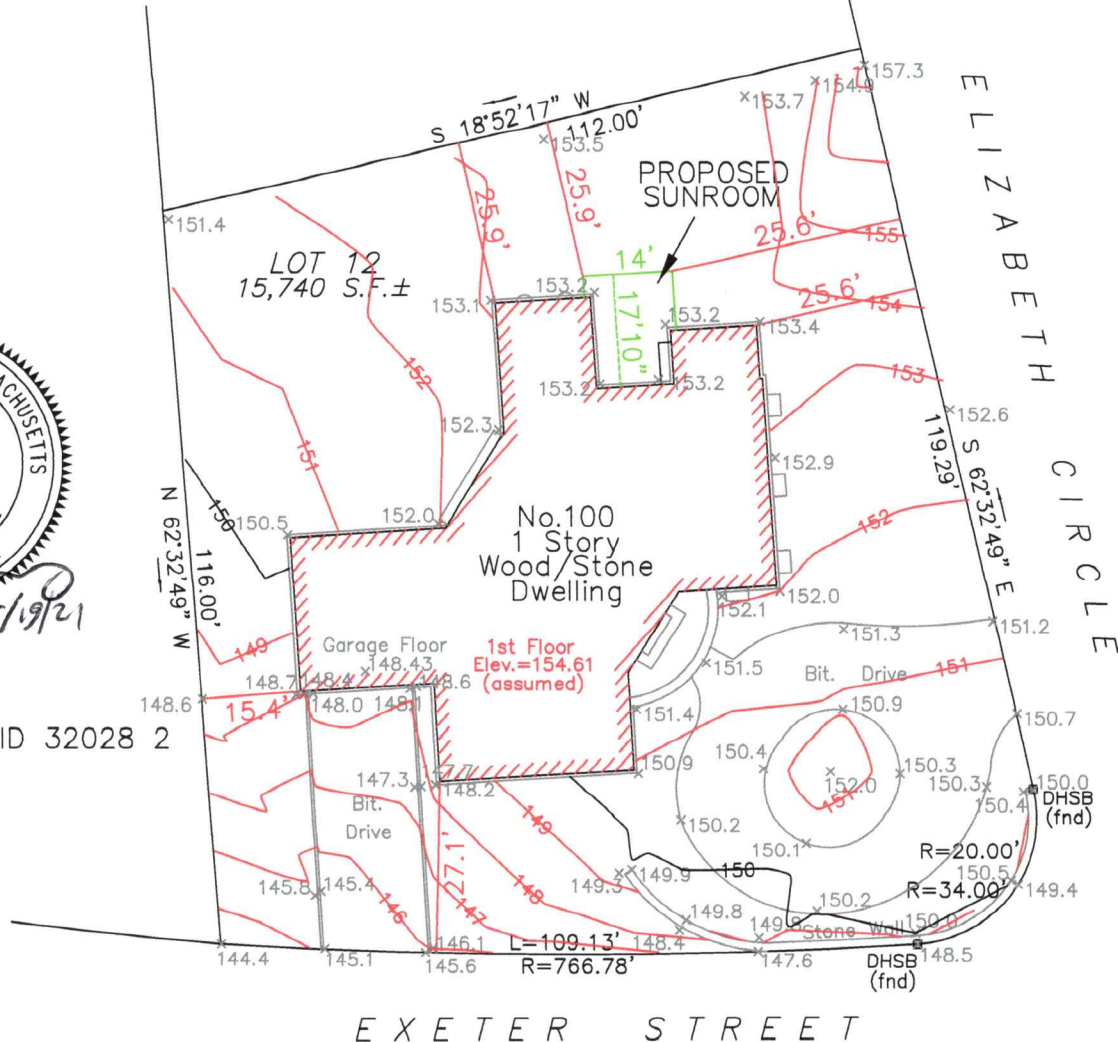 157.3
154.9
153.7
S 18°52'17" W
112.00'
153.5
PROPOSED
SUNROOM
ELIZABETH CIRCLE
151.4
25.9'
25.9'
25.6'
155
LOT 12
15,740 S.F.±
14'
17'10"
25.6'
154
153.1
153.2
153.2
153.4
152
153.2
153.2
153
152.6
152.3
119.29'
S 62°32'49" E
ACHUSETTS
151
152.9
150
150.5
152.0
No.100
1 Story
Wood/Stone
Dwelling
152
N 62°32'49" W
116.00'
152.1
152.0
/19/21
149
Garage Floor
148.43
1st Floor
Elev.=154.61
(assumed)
151.3
151.2
151.5
Bit. Drive
151
148.7
148.4
148.6
148.6
15.4'
148.0
148.1
151.4
150.9
150.7
ID 32028 2
147.3
148.2
150.9
150.4
152.0
150.3
150.3
150.4
150.0
DHSB
(fnd)
Bit.
Drive
151
149
150.2
150.1
R=20.00'
27.1'
150
150.5
149.4
145.8
145.4
148
149.3
149.9
R=34.00'
146
147
149.8
150.2
148.4
149.8
Stone Wall
150.0
144.4
145.1
146.1
145.6
L=109.13'
R=766.78'
147.6
148.5
DHSB
(fnd)
EXETER STREET